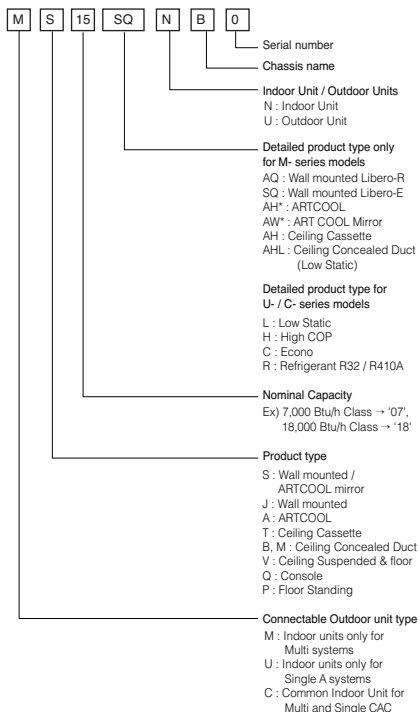 M S 15 SQ N B 0
Serial number
Chassis name
Indoor Unit / Outdoor Units
N : Indoor Unit
U : Outdoor Unit
Detailed product type only
for M- series models
AQ : Wall mounted Libero-R
SQ : Wall mounted Libero-E
AH* : ARTCOOL
AW* : ART COOL Mirror
AH : Ceiling Cassette
AHL : Ceiling Concealed Duct
(Low Static)
Detailed product type for
U- / C- series models
L : Low Static
H : High COP
C : Econo
R : Refrigerant R32 / R410A
Nominal Capacity
Ex) 7,000 Btu/h Class → '07',
18,000 Btu/h Class → '18'
Product type
S : Wall mounted /
ARTCOOL mirror
J : Wall mounted
A : ARTCOOL
T : Ceiling Cassette
B, M : Ceiling Concealed Duct
V : Ceiling Suspended & floor
Q : Console
P : Floor Standing
Connectable Outdoor unit type
M : Indoor units only for
Multi systems
U : Indoor units only for
Single A systems
C : Common Indoor Unit for
Multi and Single CAC